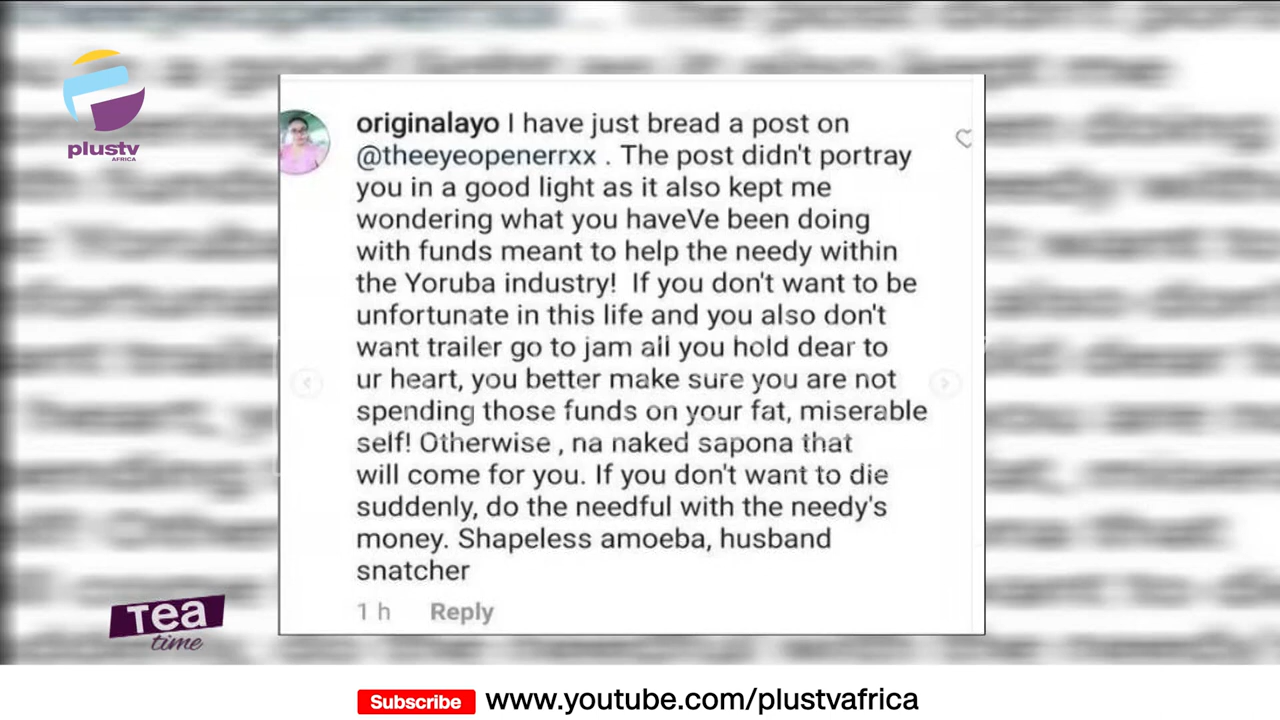 plustv
AFRICA
originalayo I have just bread a post on
@theeyeopenerrxx . The post didn't portray
you in a good light as it also kept me
wondering what you haveVe been doing
with funds meant to help the needy within
the Yoruba industry!  If you don't want to be
unfortunate in this life and you also don't
want trailer go to jam all you hold dear to
ur heart, you better make sure you are not
spending those funds on your fat, miserable
self! Otherwise , na naked sapona that
will come for you. If you don't want to die
suddenly, do the needful with the needy's
money. Shapeless amoeba, husband
snatcher
1 h Reply
Tea
time
Subscribe www.youtube.com/plustvafrica